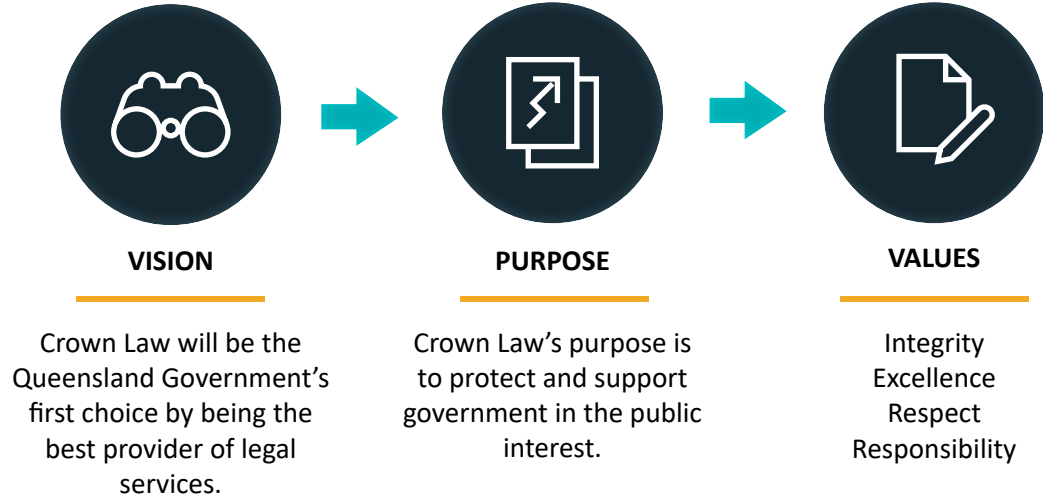 VISION
Crown Law will be the
Queensland Government’s
first choice by being the
best provider of legal
services.
PURPOSE
Crown Law’s purpose is
to protect and support
government in the public
interest.
VALUES
Integrity
Excellence
Respect
Responsibility